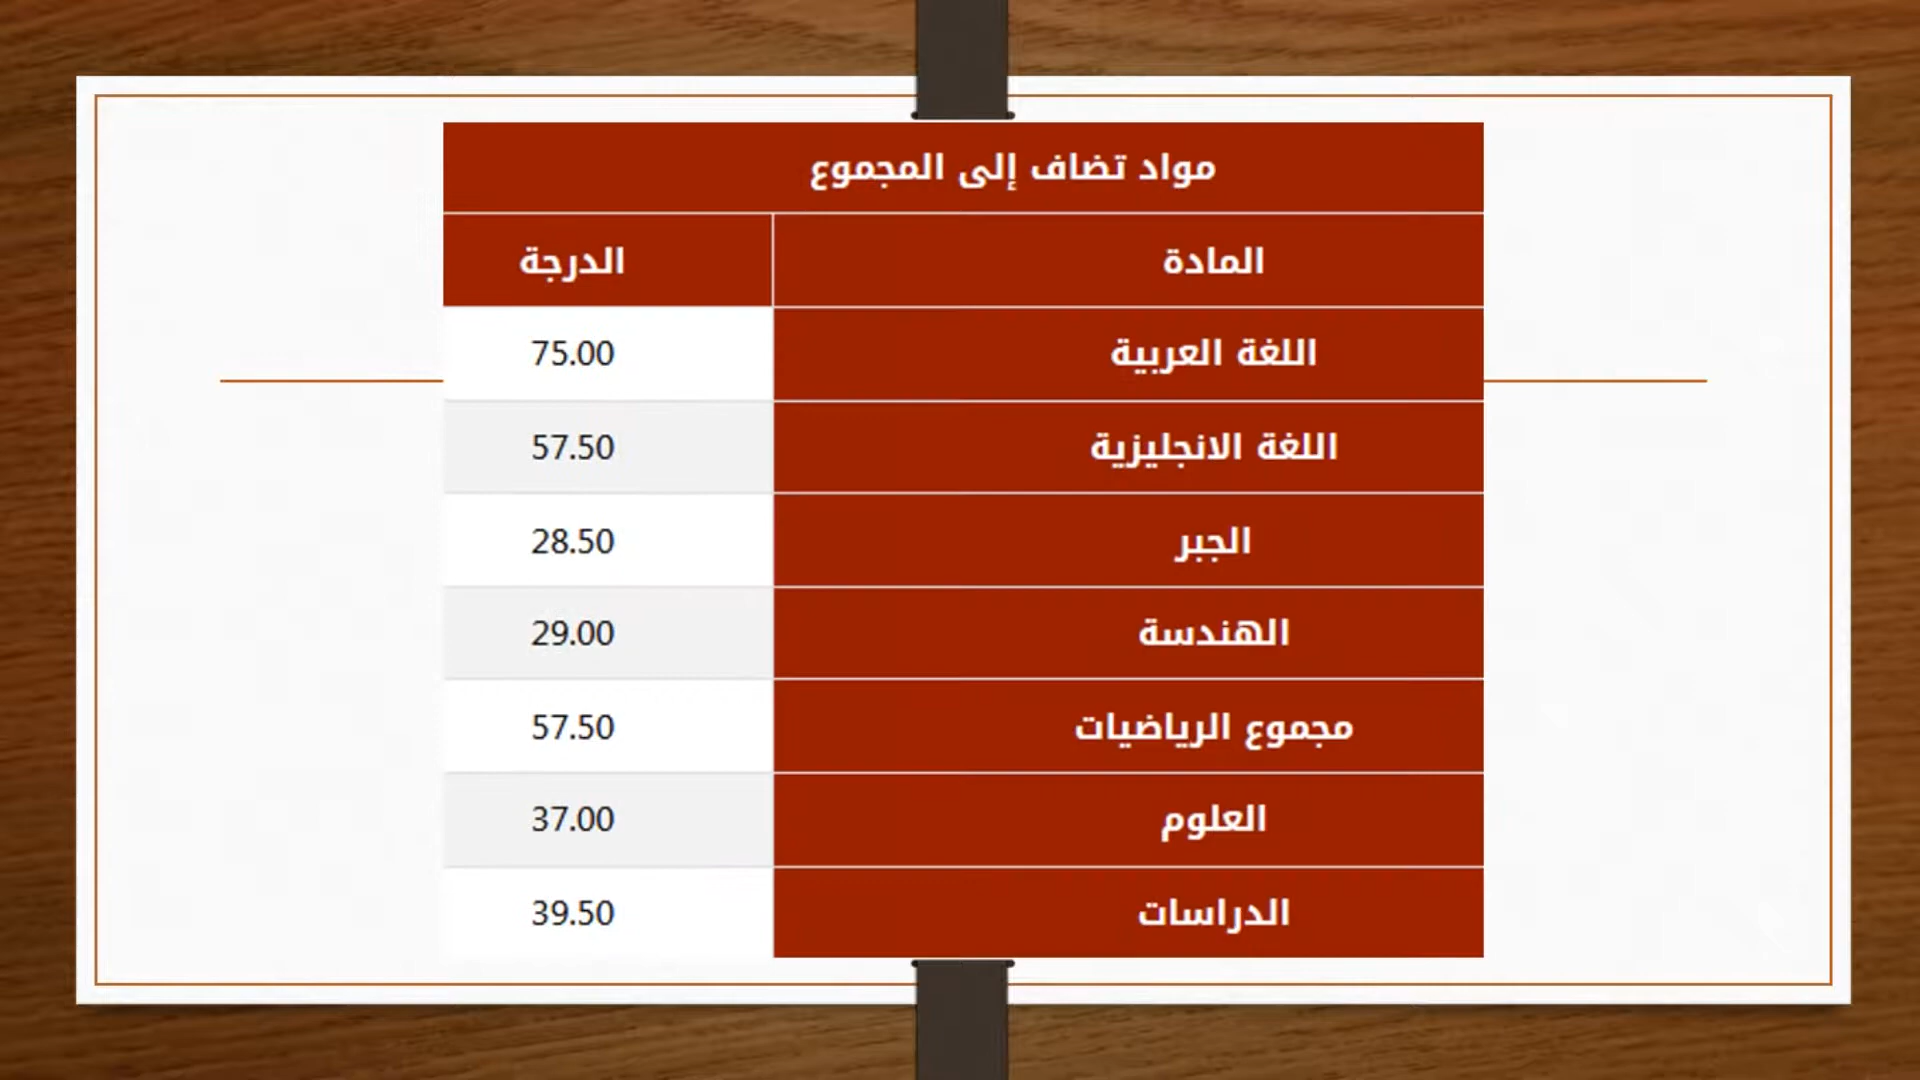 مواد تضاف إلى المجموع
المادة الدرجة
اللغة العربية 75.00
اللغة الانجليزية 57.50
الجبر 28.50
الهندسة 29.00
مجموع الرياضيات 57.50
العلوم 37.00
الدراسات 39.50